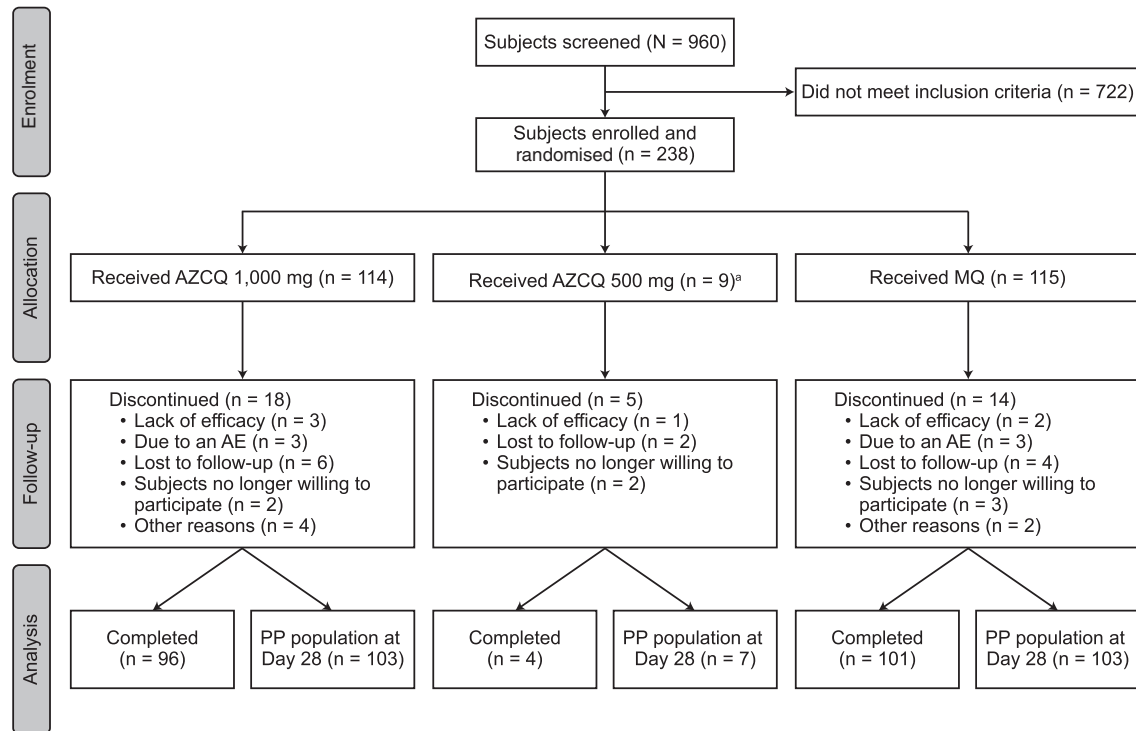 Enrolment
Subjects screened (N = 960)
Did not meet inclusion criteria (n = 722)
Subjects enrolled and
randomised (n = 238)
Allocation
Received AZCQ 1,000 mg (n = 114)
Received AZCQ 500 mg (n = 9)ᵃ
Received MQ (n = 115)
Follow-up
Discontinued (n = 18)
• Lack of efficacy (n = 3)
• Due to an AE (n = 3)
• Lost to follow-up (n = 6)
• Subjects no longer willing to
participate (n = 2)
• Other reasons (n = 4)
Discontinued (n = 5)
• Lack of efficacy (n = 1)
• Lost to follow-up (n = 2)
• Subjects no longer willing to
participate (n = 2)
Discontinued (n = 14)
• Lack of efficacy (n = 2)
• Due to an AE (n = 3)
• Lost to follow-up (n = 4)
• Subjects no longer willing to
participate (n = 3)
• Other reasons (n = 2)
Analysis
Completed
(n = 96)
PP population at
Day 28 (n = 103)
Completed
(n = 4)
PP population at
Day 28 (n = 7)
Completed
(n = 101)
PP population at
Day 28 (n = 103)